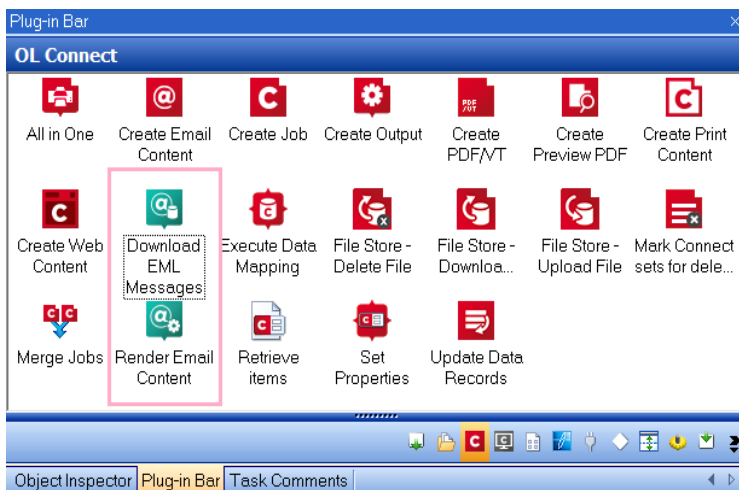 Plug-in Bar
OL Connect
All in One
Create Email
Content
Create Job
Create Output
Create
PDF/VT
Create
Preview PDF
Create Print
Content
Create Web
Content
Download
EML
Messages
Execute Data
Mapping
File Store -
Delete File
File Store -
Downloa...
File Store -
Upload File
Mark Connect
sets for dele...
Merge Jobs
Render Email
Content
Retrieve
items
Set
Properties
Update Data
Records
Object Inspector
Plug-in Bar
Task Comments